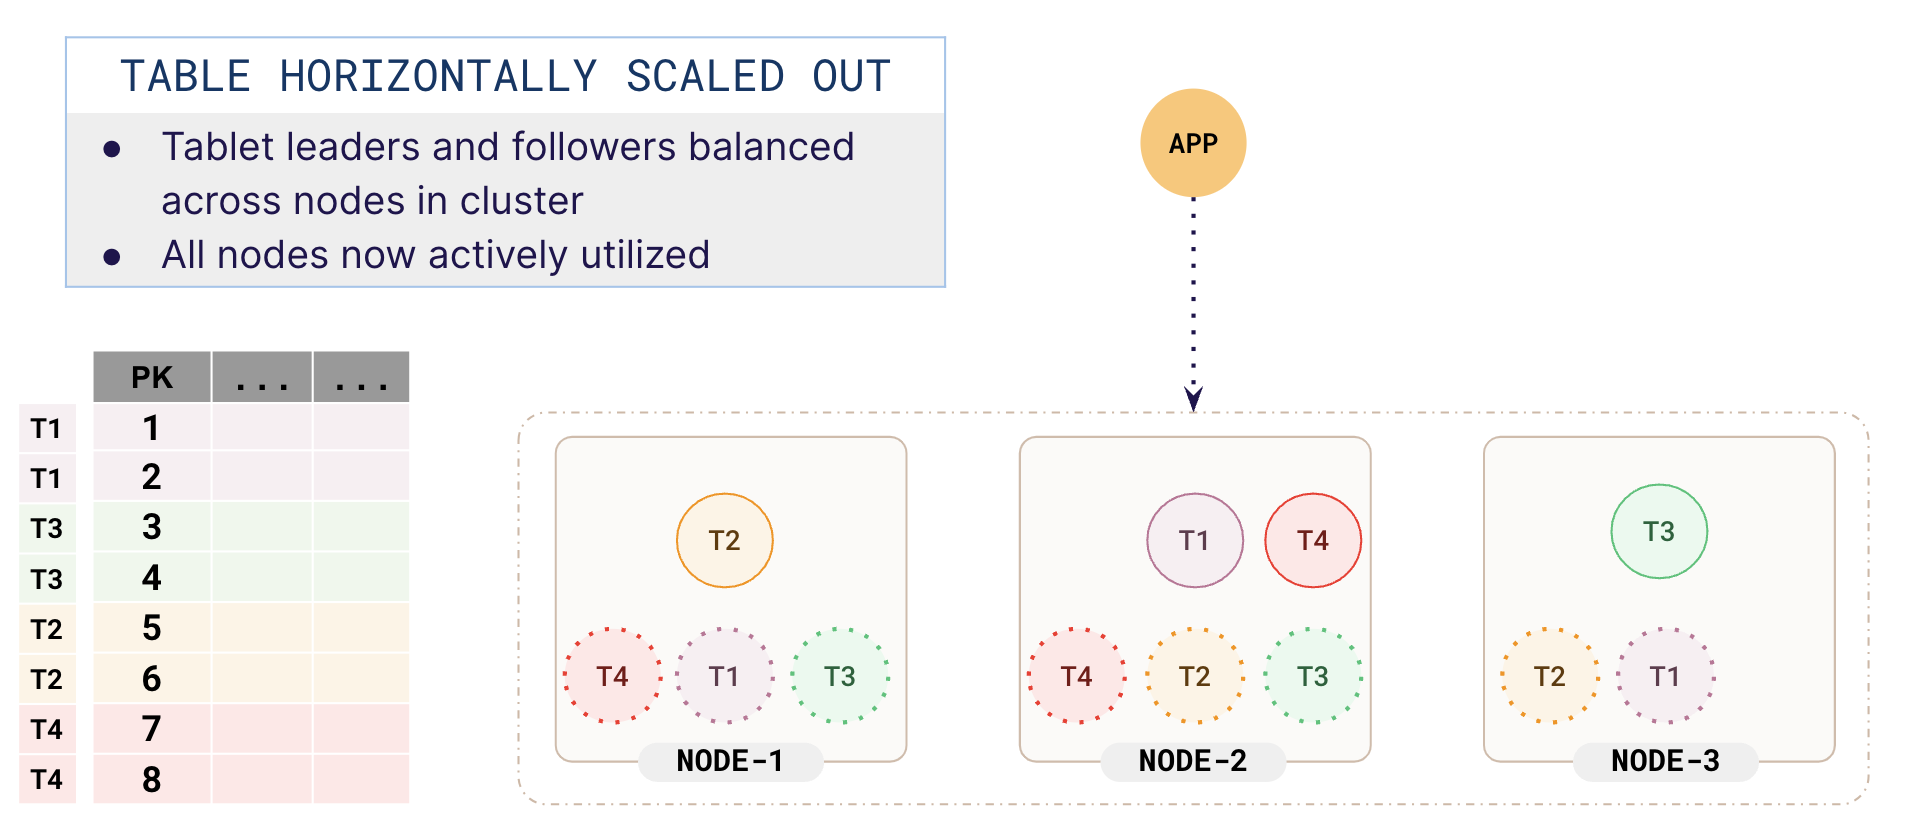 TABLE HORIZONTALLY SCALED OUT
● Tablet leaders and followers balanced
across nodes in cluster
● All nodes now actively utilized
APP
PK ... ...
T1 1
T1 2
T3 3
T3 4
T2 5
T2 6
T4 7
T4 8
T2
T4 T1 T3
NODE-1
T1 T4
T4 T2 T3
NODE-2
T3
T2 T1
NODE-3